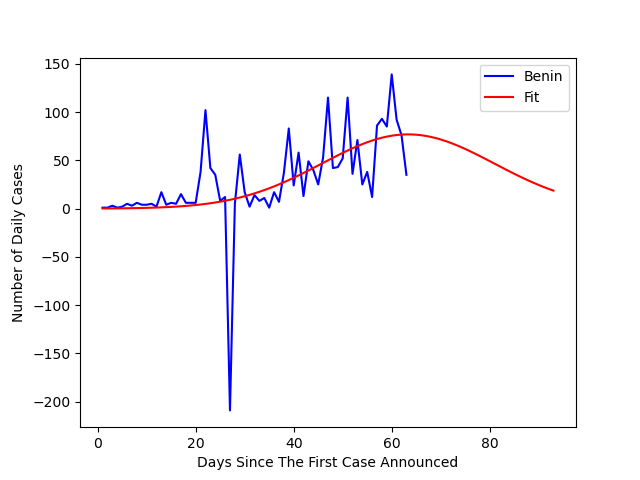 150
100
50
0
−50
−100
−150
−200
0 20 40 60 80
Number of Daily Cases
Days Since The First Case Announced
Benin
Fit